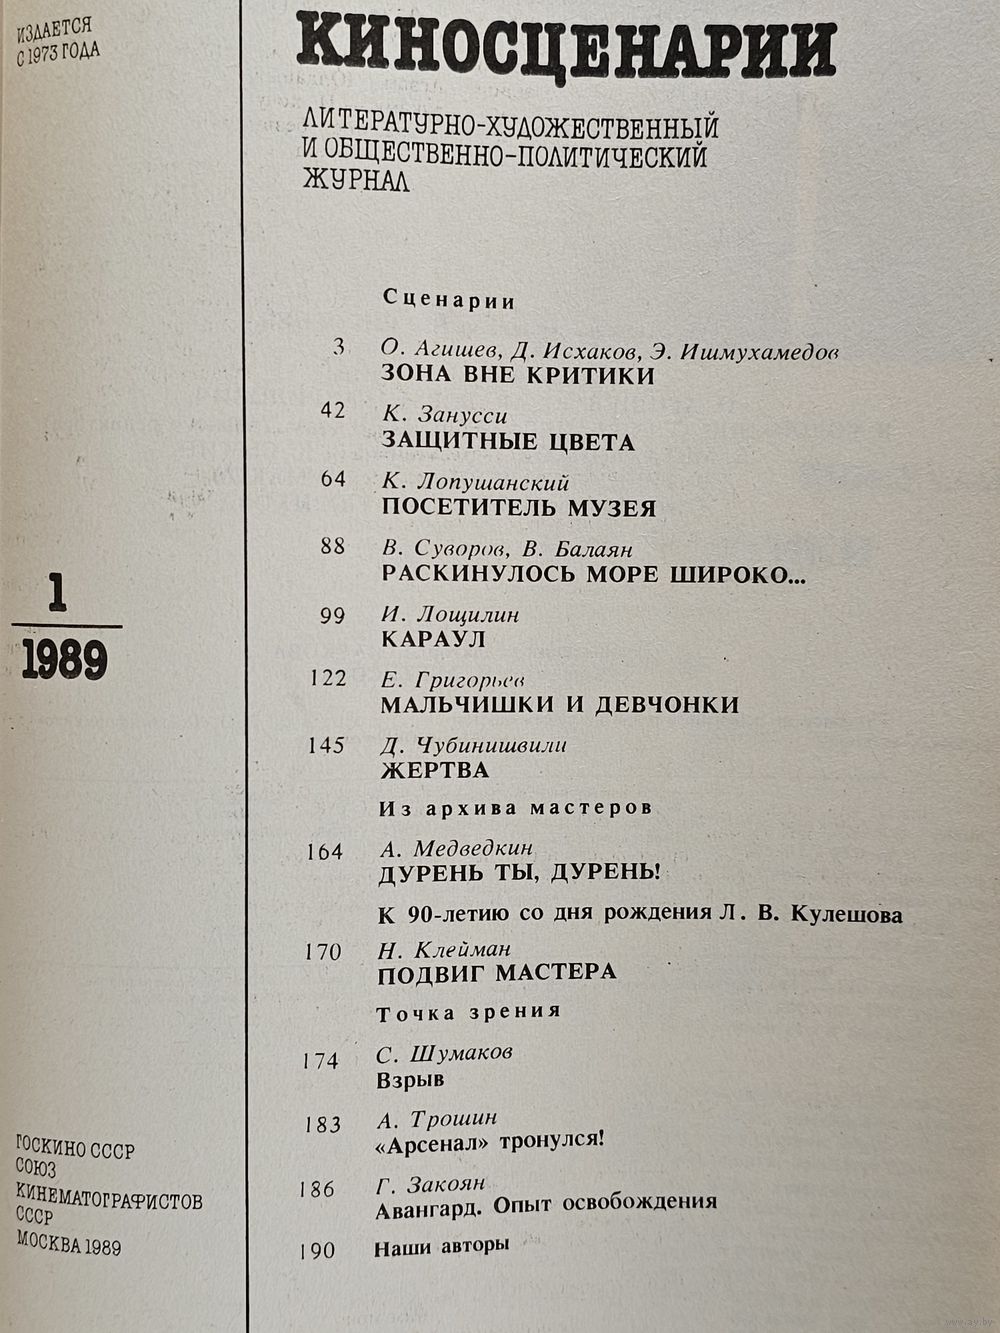 ИЗДАЕТСЯ
С 1973 ГОДА
КИНОСЦЕНАРИИ
ЛИТЕРАТУРНО-ХУДОЖЕСТВЕННЫЙ
И ОБЩЕСТВЕННО-ПОЛИТИЧЕСКИЙ
ЖУРНАЛ
Сценарии
3 О. Агишев, Д. Исхаков, Э. Ишмухамедов
ЗОНА ВНЕ КРИТИКИ
42 К. Занусси
ЗАЩИТНЫЕ ЦВЕТА
64 К. Лопушанский
ПОСЕТИТЕЛЬ МУЗЕЯ
88 В. Суворов, В. Балаян
РАСКИНУЛОСЬ МОРЕ ШИРОКО...
99 И. Лощилин
КАРАУЛ
122 Е. Григорьев
МАЛЬЧИШКИ И ДЕВЧОНКИ
145 Д. Чубинишвили
ЖЕРТВА
Из архива мастеров
164 А. Медведкин
ДУРЕНЬ ТЫ, ДУРЕНЬ!
К 90-летию со дня рождения Л. В. Кулешова
170 Н. Клейман
ПОДВИГ МАСТЕРА
Точка зрения
174 С. Шумаков
Взрыв
183 А. Трошин
«Арсенал» тронулся!
186 Г. Закоян
Авангард. Опыт освобождения
190 Наши авторы
1
1989
ГОСКИНО СССР
СОЮЗ
КИНЕМАТОГРАФИСТОВ
СССР
МОСКВА 1989
www.ay.by